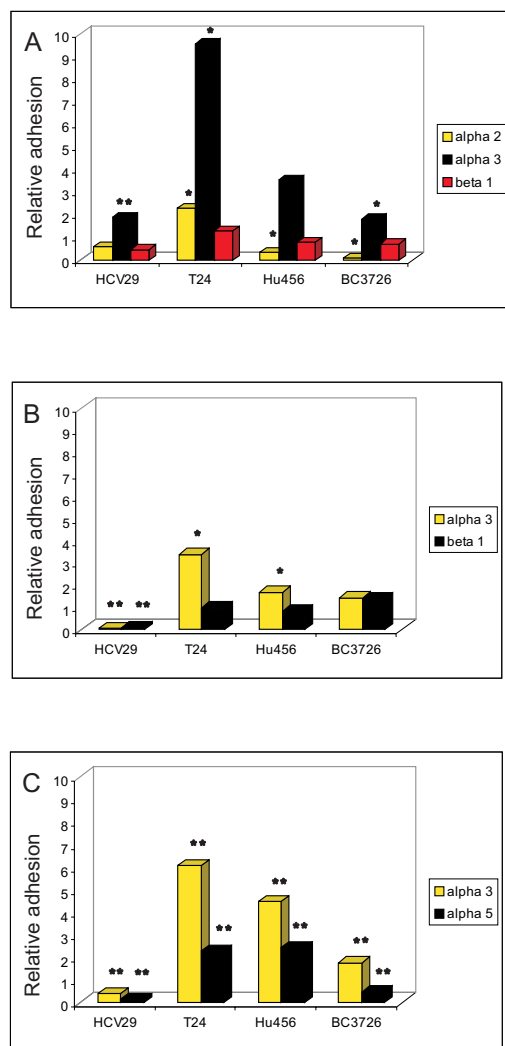 A
Relative adhesion
10
9
8
7
6
5
4
3
2
1
0
** * * * * * *
HCV29 T24 Hu456 BC3726
alpha 2
alpha 3
beta 1
B
Relative adhesion
10
9
8
7
6
5
4
3
2
1
0
** ** * *
HCV29 T24 Hu456 BC3726
alpha 3
beta 1
C
Relative adhesion
10
9
8
7
6
5
4
3
2
1
0
** ** ** ** ** ** ** **
HCV29 T24 Hu456 BC3726
alpha 3
alpha 5